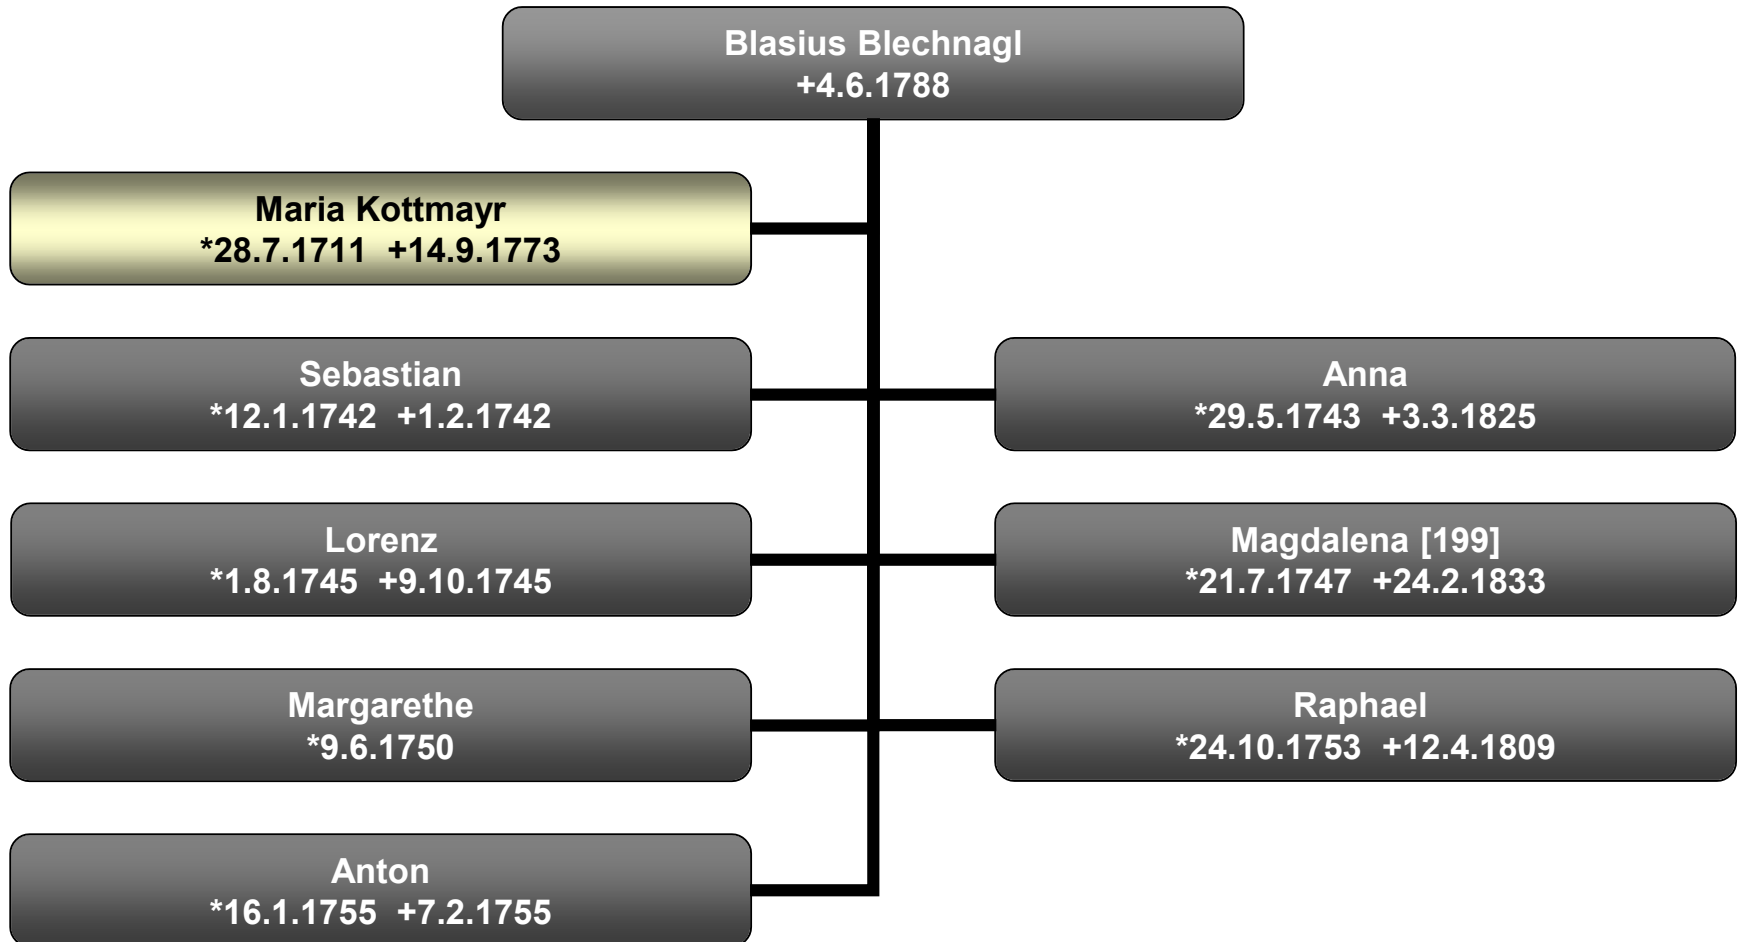 Blasius Blechnagl
+4.6.1788
Maria Kottmayr
*28.7.1711 +14.9.1773
Sebastian
*12.1.1742 +1.2.1742
Anna
*29.5.1743 +3.3.1825
Lorenz
*1.8.1745 +9.10.1745
Magdalena [199]
*21.7.1747 +24.2.1833
Margarethe
*9.6.1750
Raphael
*24.10.1753 +12.4.1809
Anton
*16.1.1755 +7.2.1755